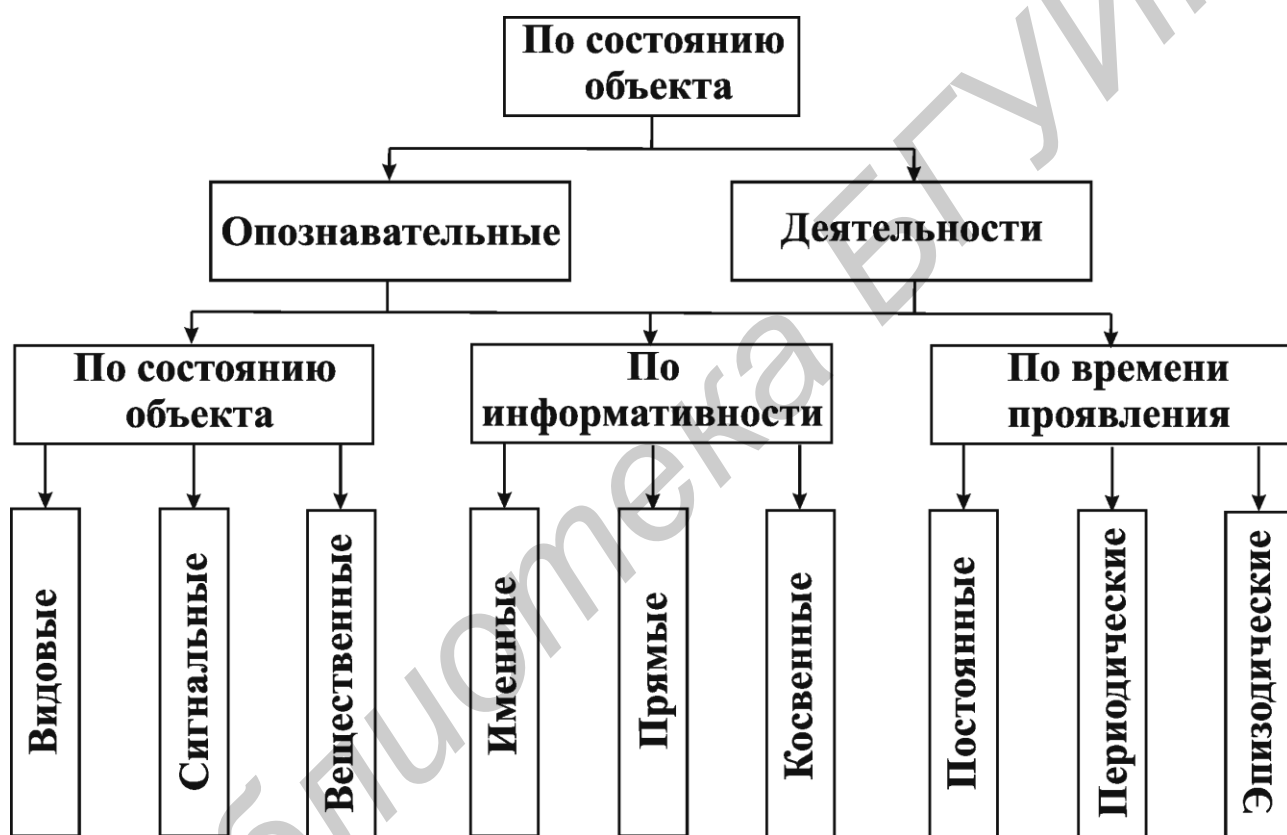 По состоянию
объекта
Опознавательные
Деятельности
По состоянию
объекта
По
информативности
По времени
проявления
Видовые
Сигнальные
Вещественные
Именные
Прямые
Косвенные
Постоянные
Периодические
Эпизодические